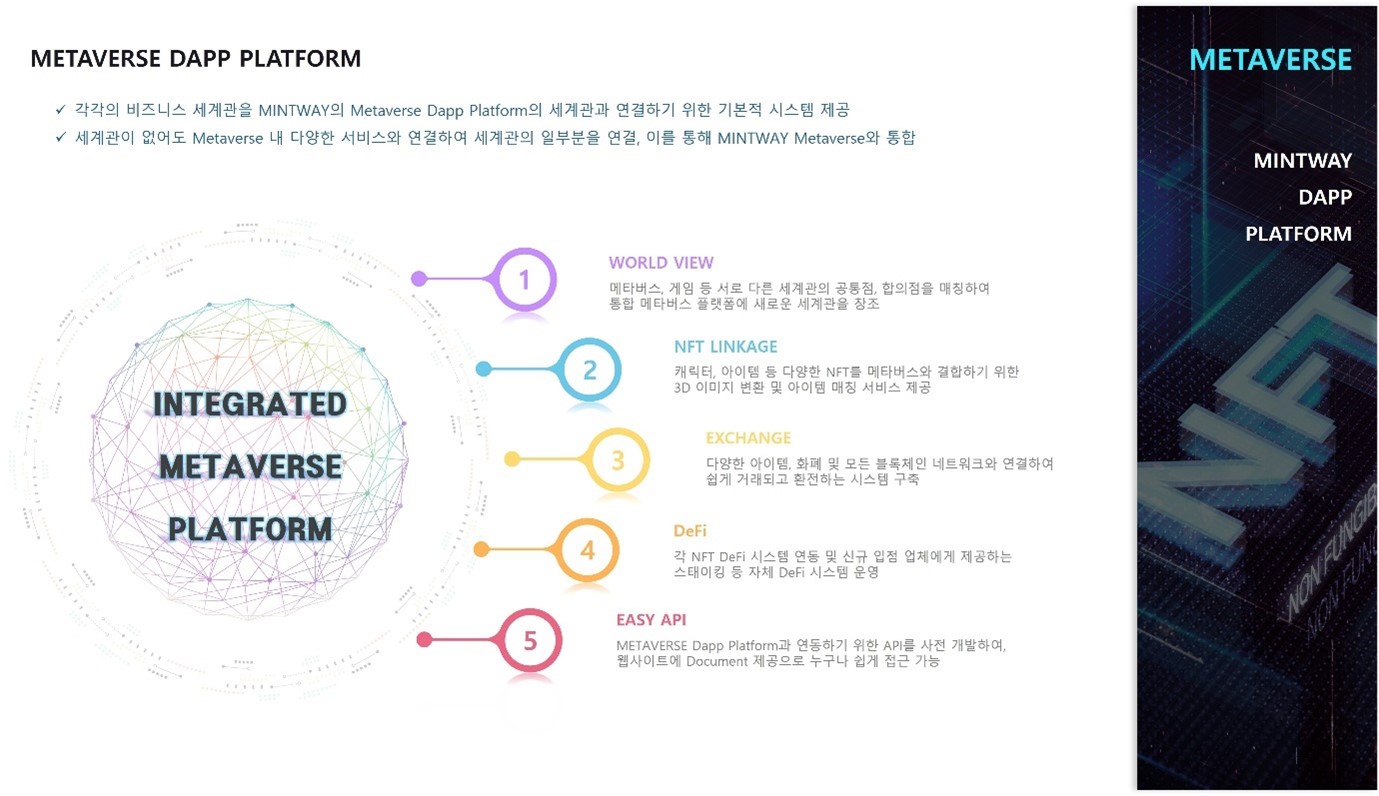 METAVERSE DAPP PLATFORM
✓ 각각의 비즈니스 세계관을 MINTWAY의 Metaverse Dapp Platform의 세계관과 연결하기 위한 기본적 시스템 제공
✓ 세계관이 없어도 Metaverse 내 다양한 서비스와 연결하여 세계관의 일부분을 연결, 이를 통해 MINTWAY Metaverse와 통합
INTEGRATED
METAVERSE
PLATFORM
1
WORLD VIEW
메타버스, 게임 등 서로 다른 세계관의 공통점, 합의점을 매칭하여
통합 메타버스 플랫폼에 새로운 세계관을 창조
2
NFT LINKAGE
캐릭터, 아이템 등 다양한 NFT를 메타버스와 결합하기 위한
3D 이미지 변환 및 아이템 매칭 서비스 제공
3
EXCHANGE
다양한 아이템, 화폐 및 모든 블록체인 네트워크와 연결하여
쉽게 거래되고 환전하는 시스템 구축
4
DeFi
각 NFT DeFi 시스템 연동 및 신규 입점 업체에게 제공하는
스태이킹 등 자체 DeFi 시스템 운영
5
EASY API
METAVERSE Dapp Platform과 연동하기 위한 API를 사전 개발하여,
웹사이트에 Document 제공으로 누구나 쉽게 접근 가능
METAVERSE
MINTWAY
DAPP
PLATFORM
NFT
NON FUNGIB
NON FUNG